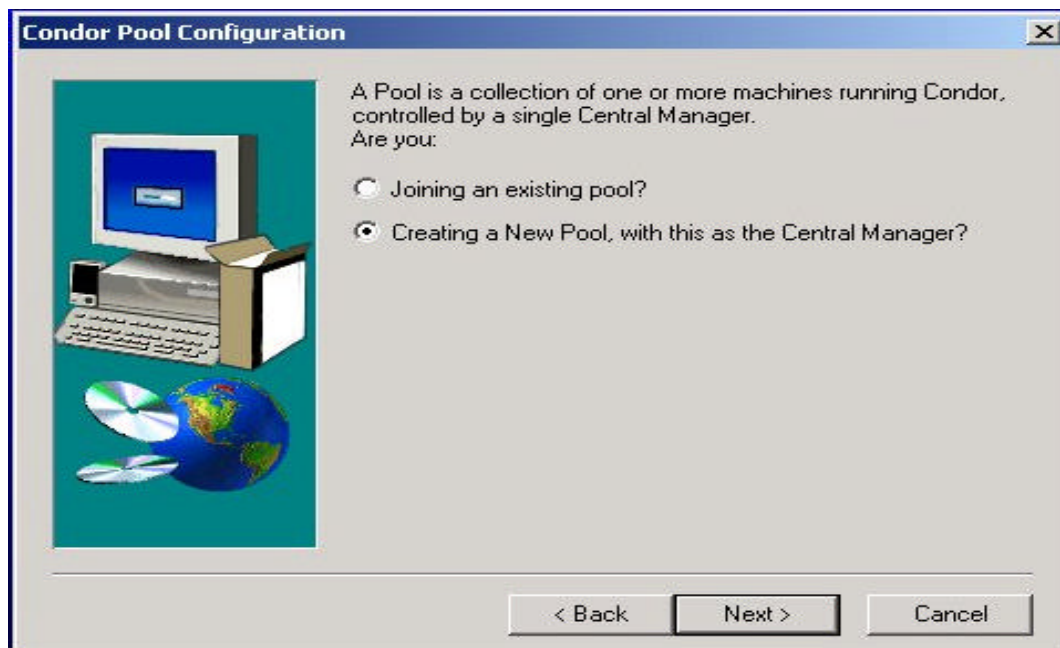 Condor Pool Configuration
A Pool is a collection of one or more machines running Condor,
controlled by a single Central Manager.
Are you:
Joining an existing pool?
Creating a New Pool, with this as the Central Manager?
< Back
Next >
Cancel